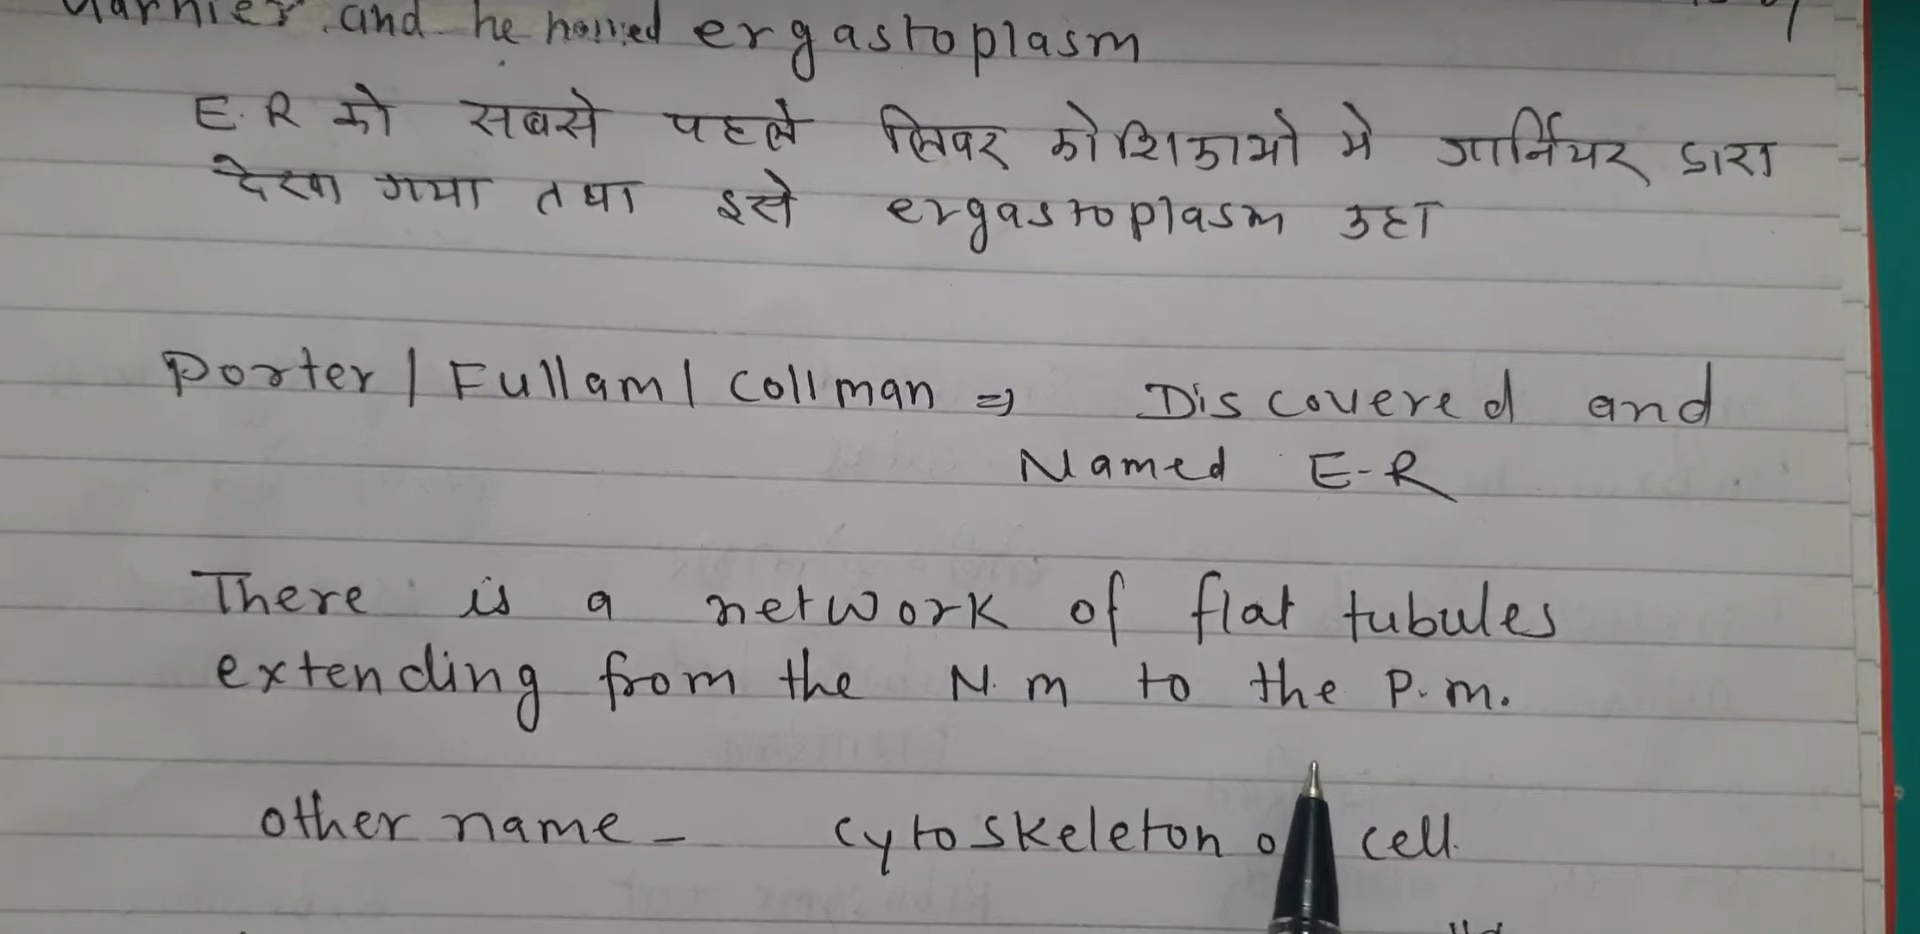 Garnier and he named ergastoplasm
E.R को सबसे पहले लिवर कोशिकाओ मे गार्नियर द्वारा
देखा गया तथा इसे ergastoplasm कहा
Porter / Fullam / Collman ⇒ Discovered and
Named E-R
There is a network of flat tubules
extending from the N.m to the P.m.
other name - cytoskeleton cell.